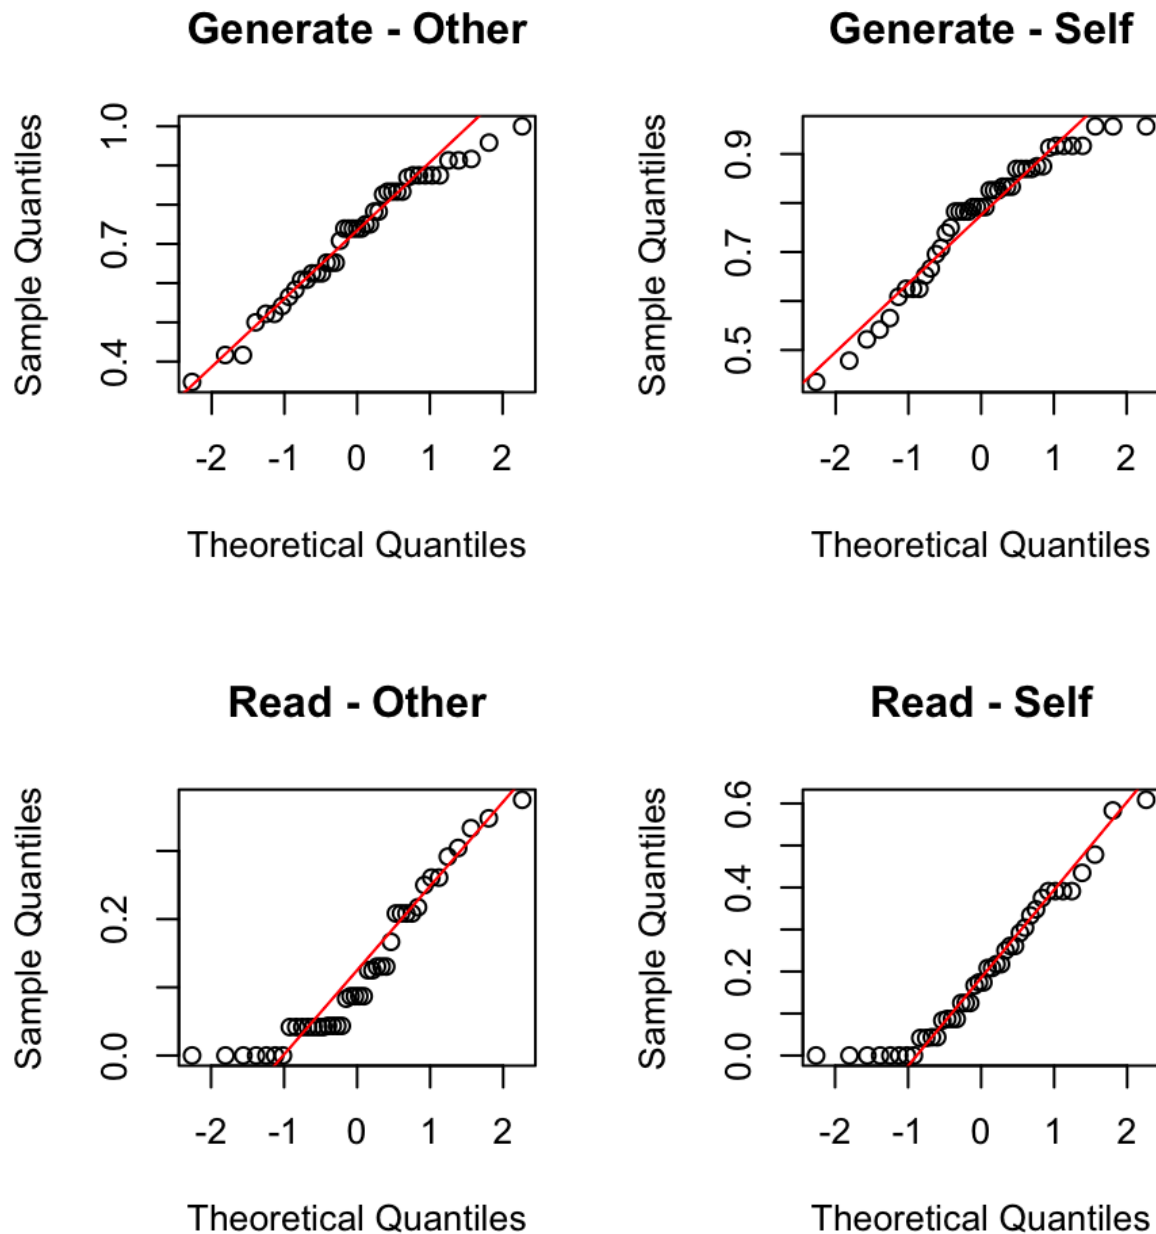 Generate - Other
Sample Quantiles
1.0
0.7
0.4
-2 -1 0 1 2
Theoretical Quantiles
Generate - Self
Sample Quantiles
0.9
0.7
0.5
-2 -1 0 1 2
Theoretical Quantiles
Read - Other
Sample Quantiles
0.2
0.0
-2 -1 0 1 2
Theoretical Quantiles
Read - Self
Sample Quantiles
0.6
0.4
0.2
0.0
-2 -1 0 1 2
Theoretical Quantiles